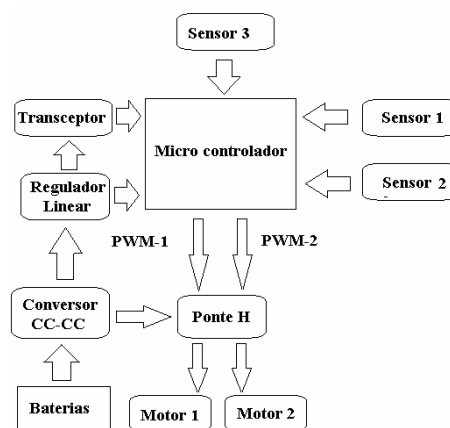 Sensor 3
Transceptor
Micro controlador
Sensor 1
Regulador
Linear
Sensor 2
PWM-1
PWM-2
Conversor
CC-CC
Ponte H
Baterias
Motor 1
Motor 2